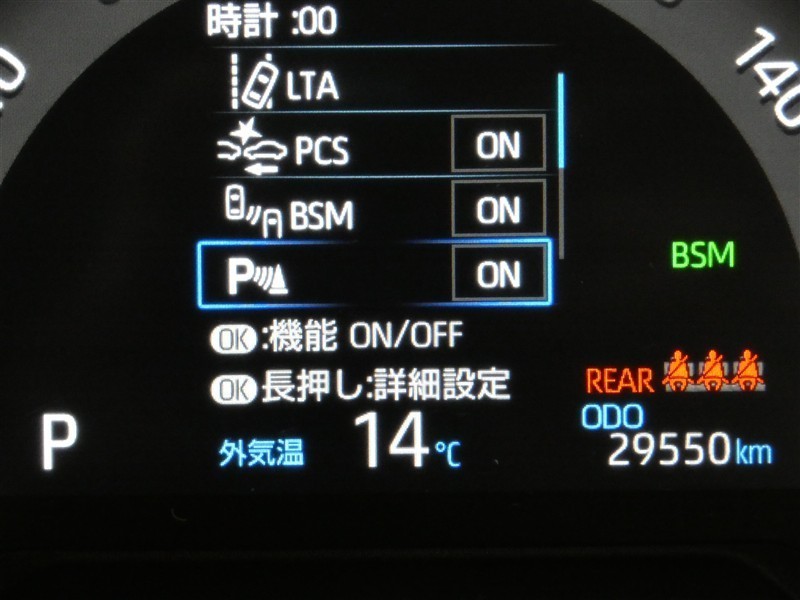 時計 :00
140
LTA
PCS ON
BSM ON
P ON
BSM
OK:機能 ON/OFF
OK長押し:詳細設定
REAR
ODO
P
外気温 14℃
29550km